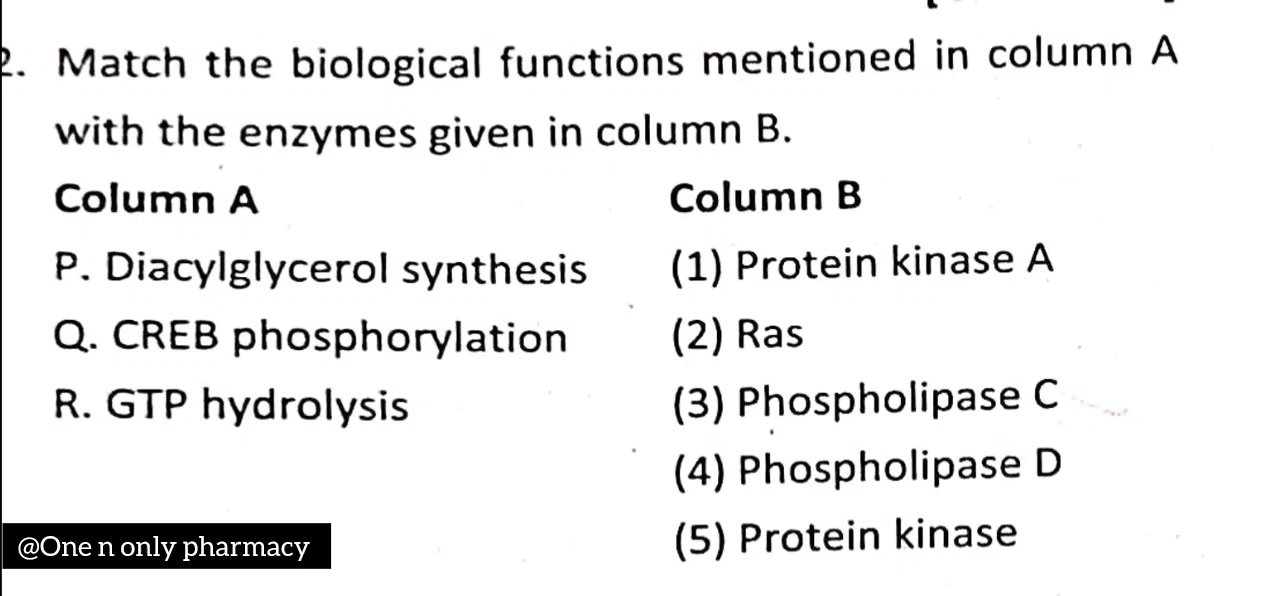 2. Match the biological functions mentioned in column A
with the enzymes given in column B.
Column A Column B
P. Diacylglycerol synthesis (1) Protein kinase A
Q. CREB phosphorylation (2) Ras
R. GTP hydrolysis (3) Phospholipase C
(4) Phospholipase D
@One n only pharmacy (5) Protein kinase